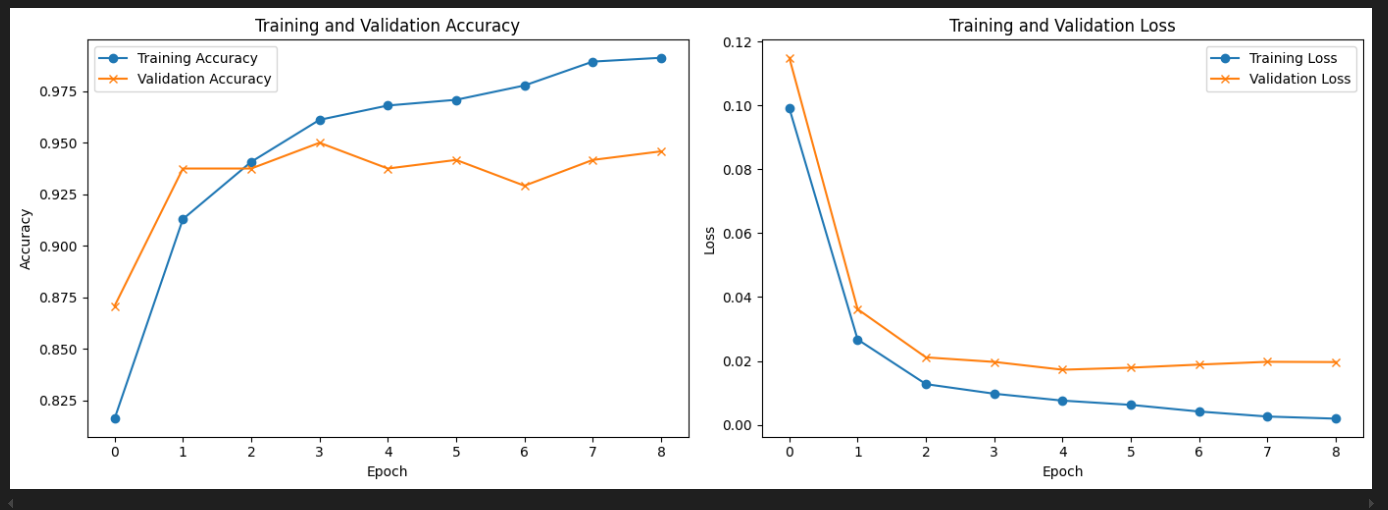 Training and Validation Accuracy
Training Accuracy
Validation Accuracy
0.975
0.950
0.925
0.900
0.875
0.850
0.825
Accuracy
0 1 2 3 4 5 6 7 8
Epoch
Training and Validation Loss
Training Loss
Validation Loss
0.12
0.10
0.08
0.06
0.04
0.02
0.00
Loss
0 1 2 3 4 5 6 7 8
Epoch